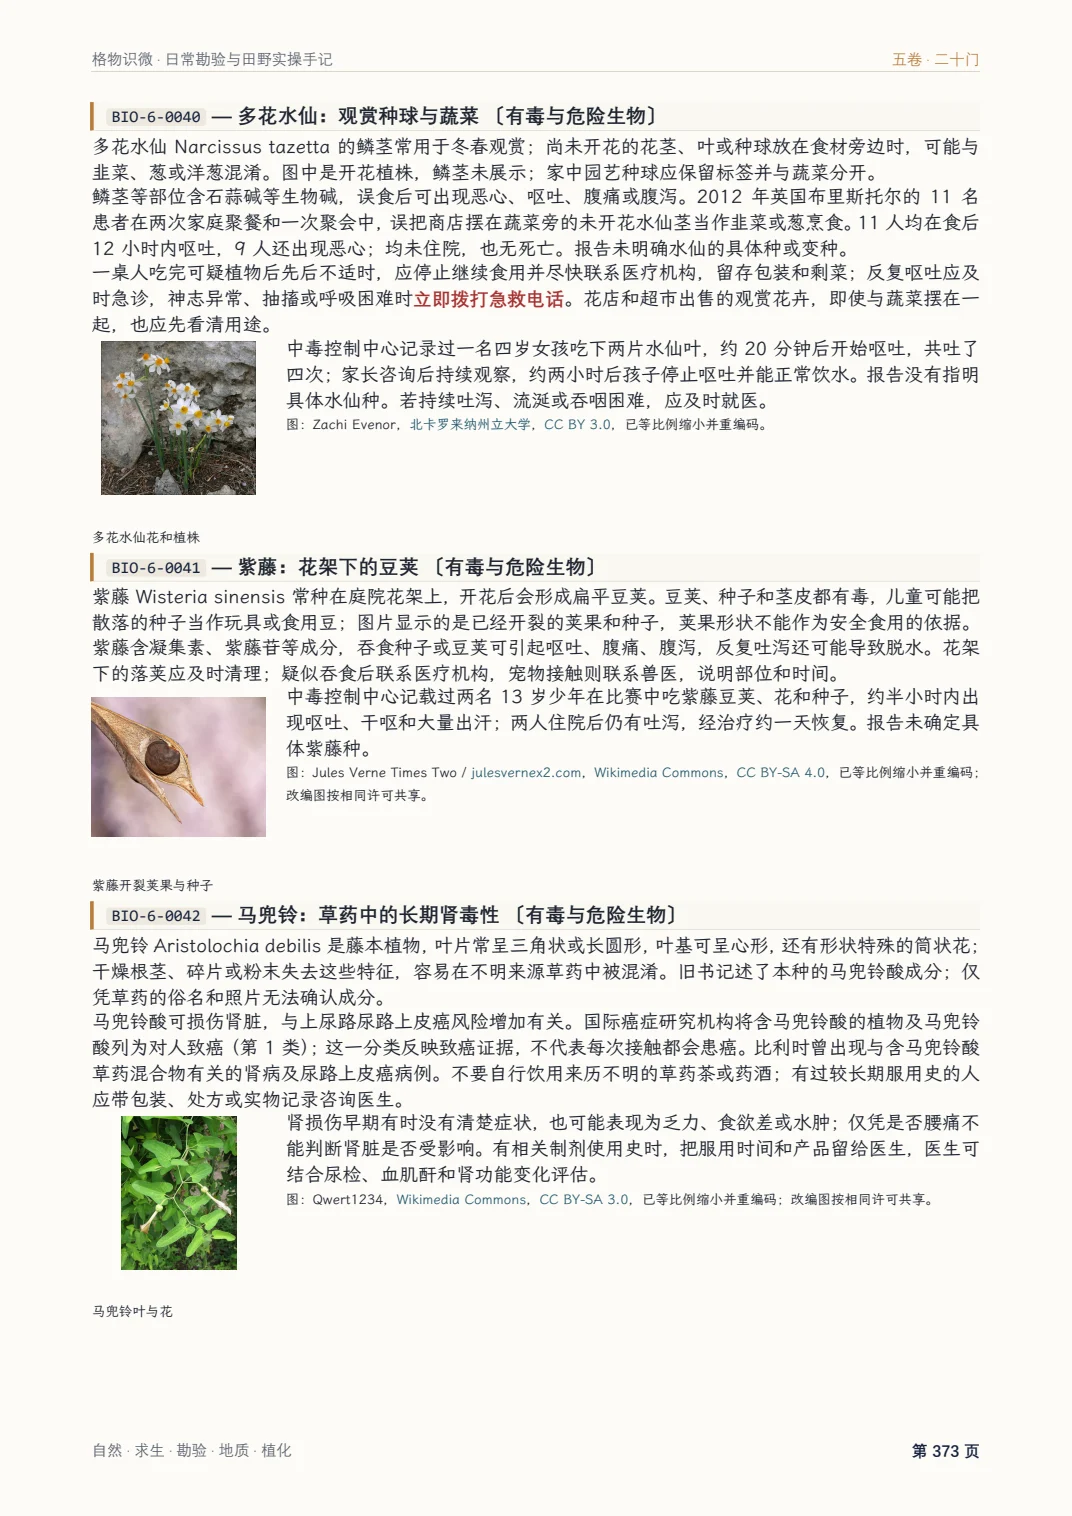 格物识微 · 日常勘验与田野实操手记
五卷 · 二十门
BIO-6-0040 — 多花水仙：观赏种球与蔬菜 〔有毒与危险生物〕
多花水仙 Narcissus tazetta 的鳞茎常用于冬春观赏；尚未开花的花茎、叶或种球放在食材旁边时，可能与
韭菜、葱或洋葱混淆。图中是开花植株，鳞茎未展示；家中园艺种球应保留标签并与蔬菜分开。
鳞茎等部位含石蒜碱等生物碱，误食后可出现恶心、呕吐、腹痛或腹泻。2012 年英国布里斯托尔的 11 名
患者在两次家庭聚餐和一次聚会中，误把商店摆在蔬菜旁的未开花水仙茎当作韭菜或葱烹食。11 人均在食后
12 小时内呕吐，9 人还出现恶心；均未住院，也无死亡。报告未明确水仙的具体种或变种。
一桌人吃完可疑植物后先后不适时，应停止继续食用并尽快联系医疗机构，留存包装和剩菜；反复呕吐应及
时急诊，神志异常、抽搐或呼吸困难时立即拨打急救电话。花店和超市出售的观赏花卉，即使与蔬菜摆在一
起，也应先看清用途。
中毒控制中心记录过一名四岁女孩吃下两片水仙叶，约 20 分钟后开始呕吐，共吐了
四次；家长咨询后持续观察，约两小时后孩子停止呕吐并能正常饮水。报告没有指明
具体水仙种。若持续吐泻、流涎或吞咽困难，应及时就医。
图：Zachi Evenor，北卡罗来纳州立大学，CC BY 3.0，已等比例缩小并重编码。
多花水仙花和植株
BIO-6-0041 — 紫藤：花架下的豆荚 〔有毒与危险生物〕
紫藤 Wisteria sinensis 常种在庭院花架上，开花后会形成扁平豆荚。豆荚、种子和茎皮都有毒，儿童可能把
散落的种子当作玩具或食用豆；图片显示的是已经开裂的荚果和种子，荚果形状不能作为安全食用的依据。
紫藤含凝集素、紫藤苷等成分，吞食种子或豆荚可引起呕吐、腹痛、腹泻，反复吐泻还可能导致脱水。花架
下的落荚应及时清理；疑似吞食后联系医疗机构，宠物接触则联系兽医，说明部位和时间。
中毒控制中心记载过两名 13 岁少年在比赛中吃紫藤豆荚、花和种子，约半小时内出
现呕吐、干呕和大量出汗；两人住院后仍有吐泻，经治疗约一天恢复。报告未确定具
体紫藤种。
图：Jules Verne Times Two / julesvernex2.com，Wikimedia Commons，CC BY-SA 4.0，已等比例缩小并重编码；
改编图按相同许可共享。
紫藤开裂荚果与种子
BIO-6-0042 — 马兜铃：草药中的长期肾毒性 〔有毒与危险生物〕
马兜铃 Aristolochia debilis 是藤本植物，叶片常呈三角状或长圆形，叶基可呈心形，还有形状特殊的筒状花；
干燥根茎、碎片或粉末失去这些特征，容易在不明来源草药中被混淆。旧书记述了本种的马兜铃酸成分；仅
凭草药的俗名和照片无法确认成分。
马兜铃酸可损伤肾脏，与上尿路尿路上皮癌风险增加有关。国际癌症研究机构将含马兜铃酸的植物及马兜铃
酸列为对人致癌（第 1 类）；这一分类反映致癌证据，不代表每次接触都会患癌。比利时曾出现与含马兜铃酸
草药混合物有关的肾病及尿路上皮癌病例。不要自行饮用来历不明的草药茶或药酒；有过较长期服用史的人
应带包装、处方或实物记录咨询医生。
肾损伤早期有时没有清楚症状，也可能表现为乏力、食欲差或水肿；仅凭是否腰痛不
能判断肾脏是否受影响。有相关制剂使用史时，把服用时间和产品留给医生，医生可
结合尿检、血肌酐和肾功能变化评估。
图：Qwert1234，Wikimedia Commons，CC BY-SA 3.0，已等比例缩小并重编码；改编图按相同许可共享。
马兜铃叶与花
自然 · 求生 · 勘验 · 地质 · 植化
第 373 页